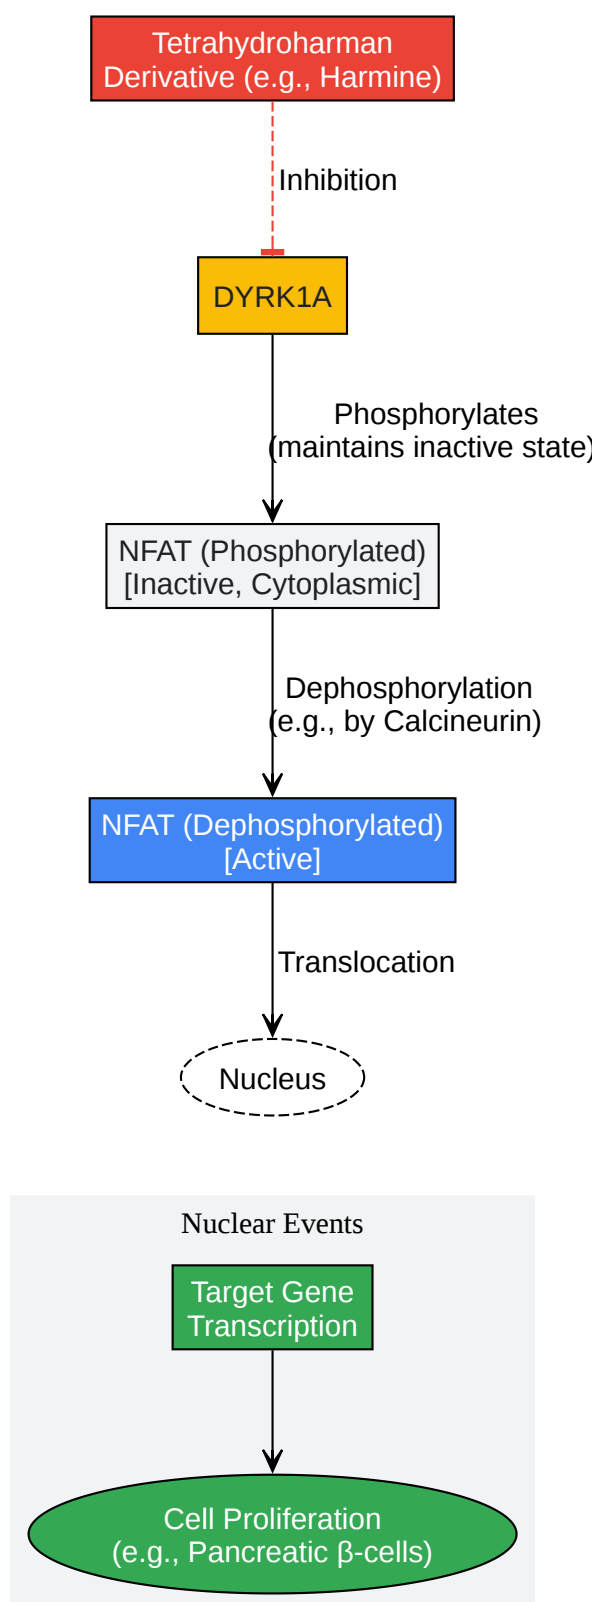 Tetrahydroharman
Derivative (e.g., Harmine)
Inhibition
DYRK1A
Phosphorylates
(maintains inactive state)
NFAT (Phosphorylated)
[Inactive, Cytoplasmic]
Dephosphorylation
(e.g., by Calcineurin)
NFAT (Dephosphorylated)
[Active]
Translocation
Nucleus
Nuclear Events
Target Gene
Transcription
Cell Proliferation
(e.g., Pancreatic β-cells)